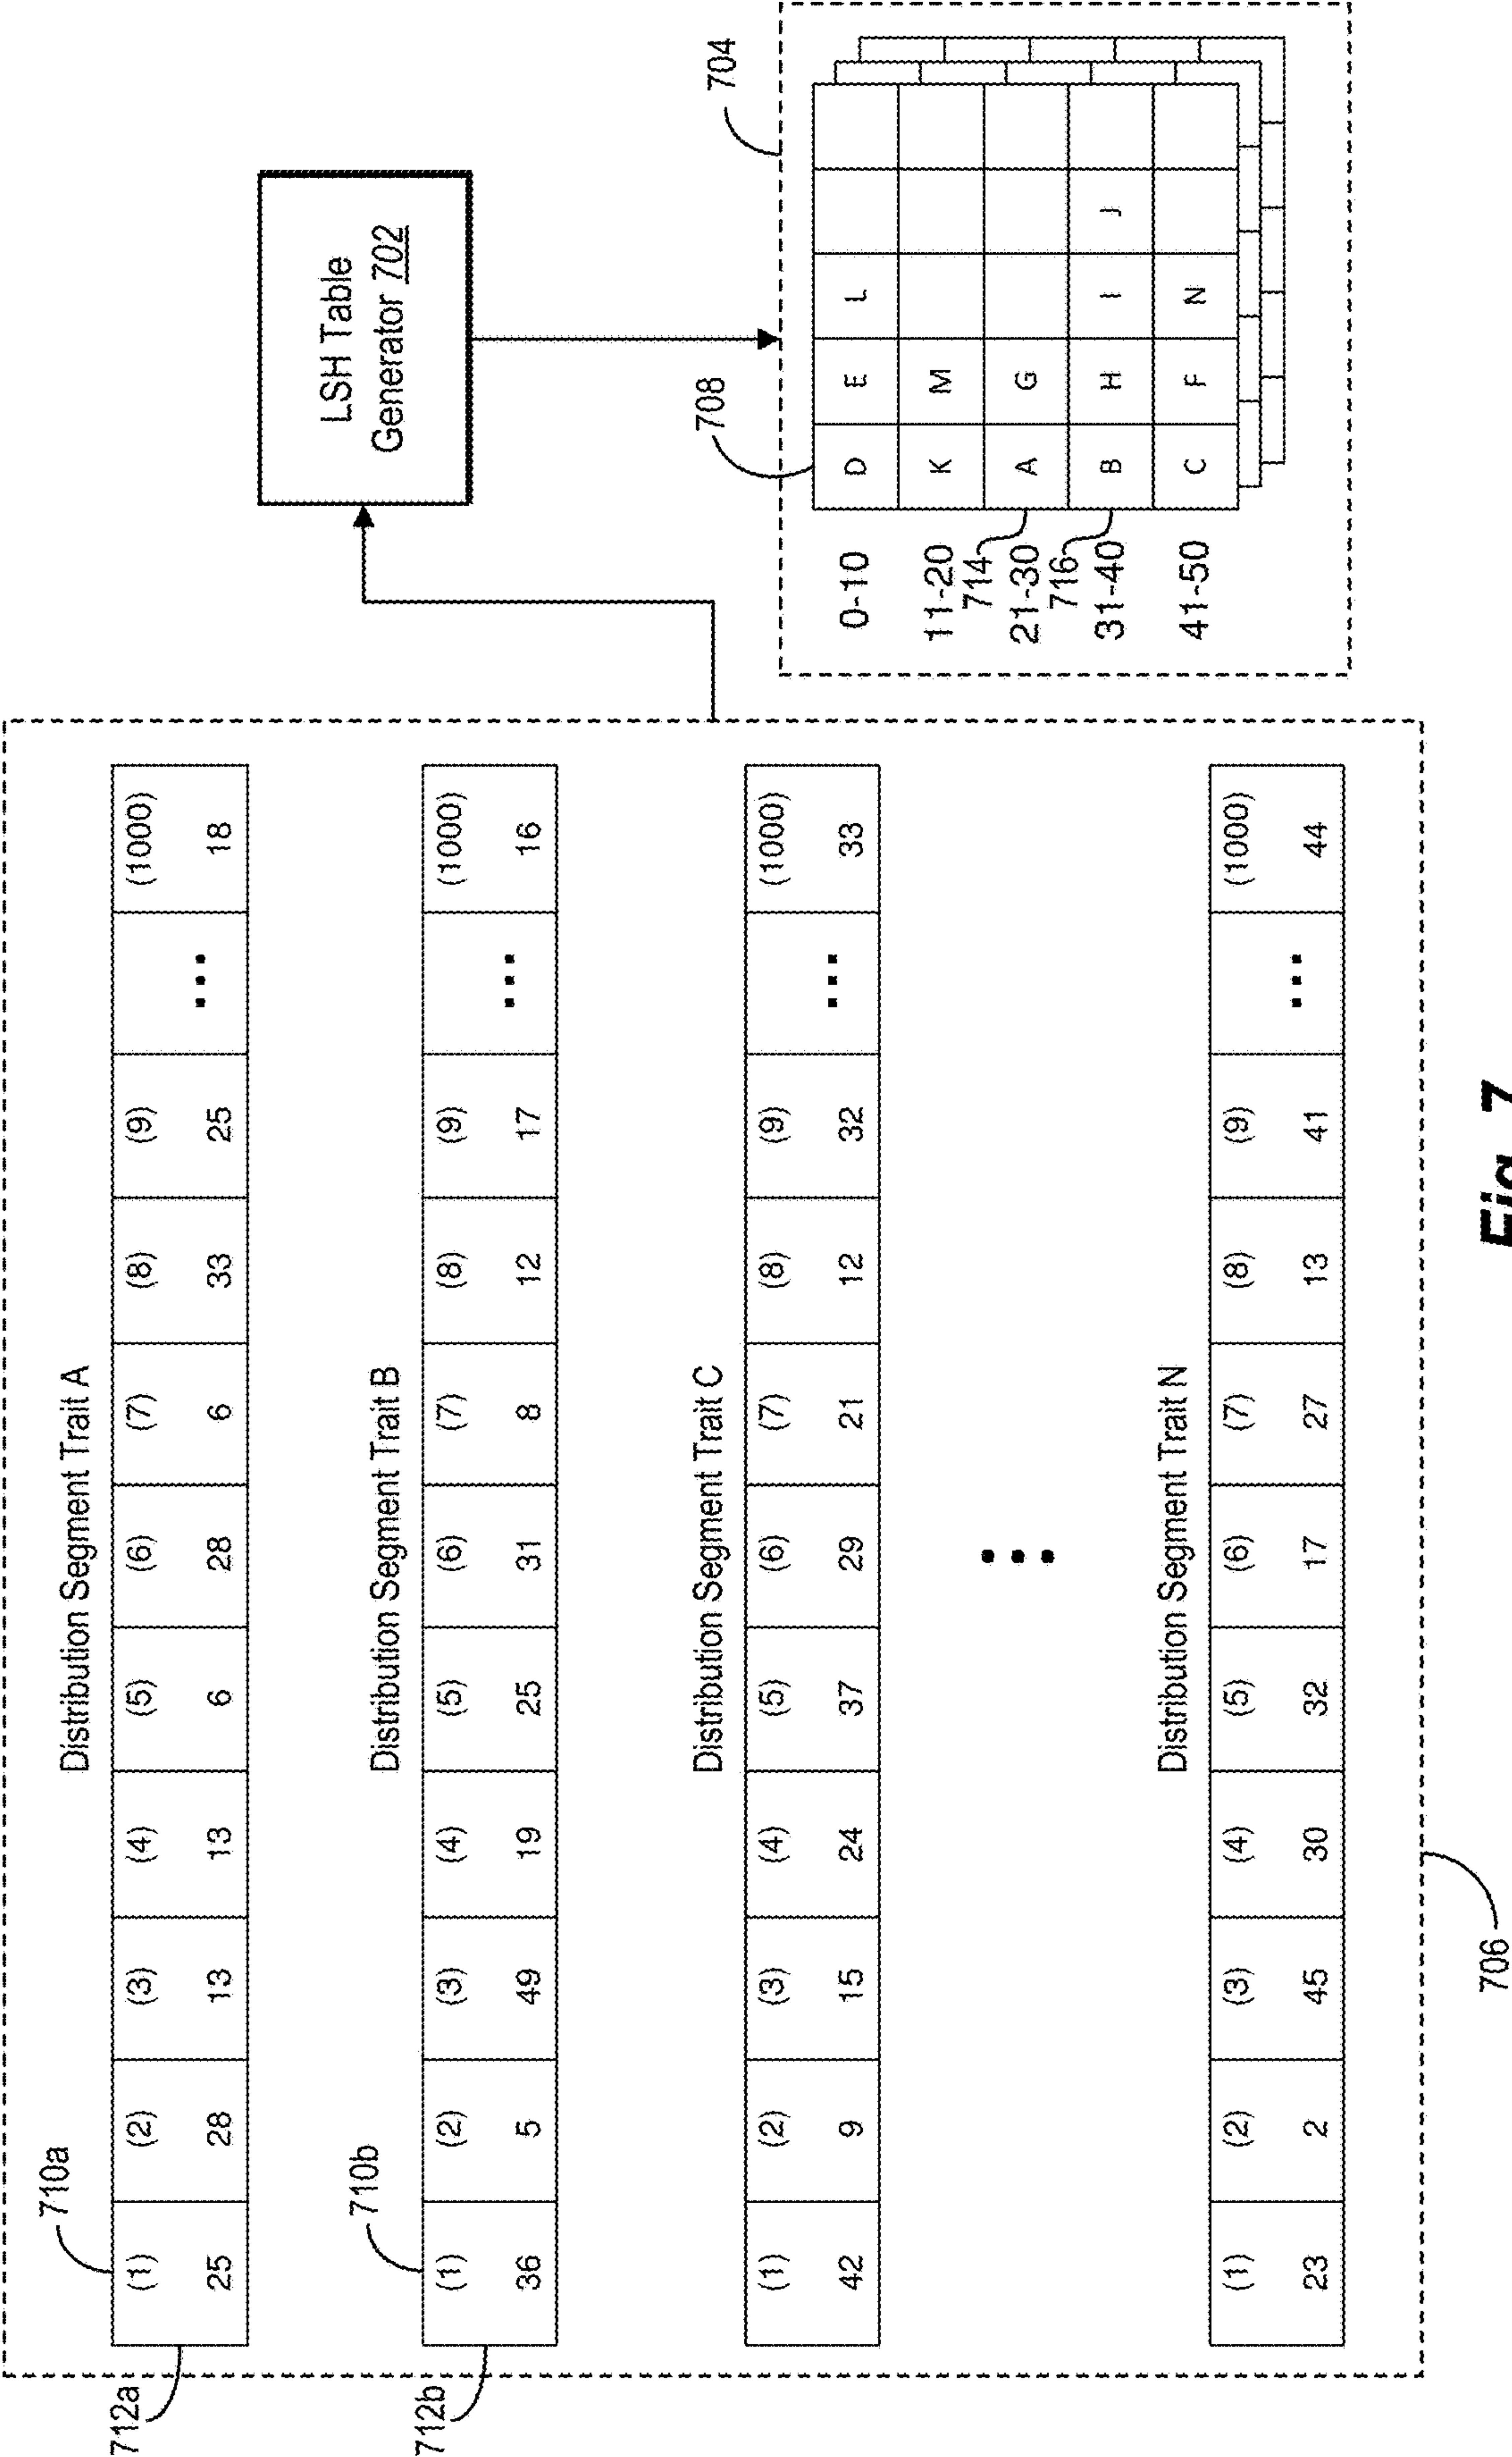 712a
710a
Distribution Segment Trait A
(1) (2) (3) (4) (5) (6) (7) (8) (9) (1000)
25 28 13 13 6 28 6 33 25 ... 18
712b
710b
Distribution Segment Trait B
(1) (2) (3) (4) (5) (6) (7) (8) (9) (1000)
36 5 49 19 25 31 8 12 17 ... 16
Distribution Segment Trait C
(1) (2) (3) (4) (5) (6) (7) (8) (9) (1000)
42 9 15 24 37 29 21 12 32 ... 33
...
Distribution Segment Trait N
(1) (2) (3) (4) (5) (6) (7) (8) (9) (1000)
23 2 45 30 32 17 27 13 41 ... 44
706
LSH Table
Generator 702
704
708
0-10 D E L
11-20 K M
714
21-30 A G
716
31-40 B H I J
41-50 C F N
Fig. 7